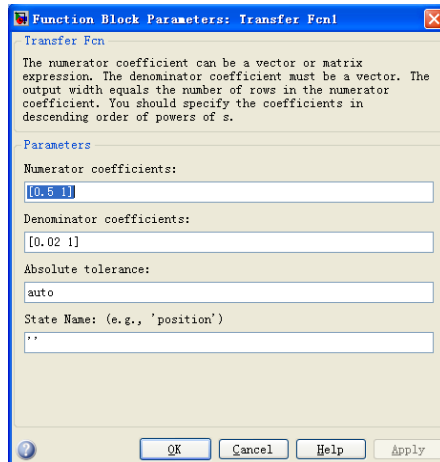 Function Block Parameters: Transfer Fcn1
Transfer Fcn
The numerator coefficient can be a vector or matrix
expression. The denominator coefficient must be a vector. The
output width equals the number of rows in the numerator
coefficient. You should specify the coefficients in
descending order of powers of s.
Parameters
Numerator coefficients:
[0.5 1]
Denominator coefficients:
[0.02 1]
Absolute tolerance:
auto
State Name: (e.g., 'position')
''
OK Cancel Help Apply